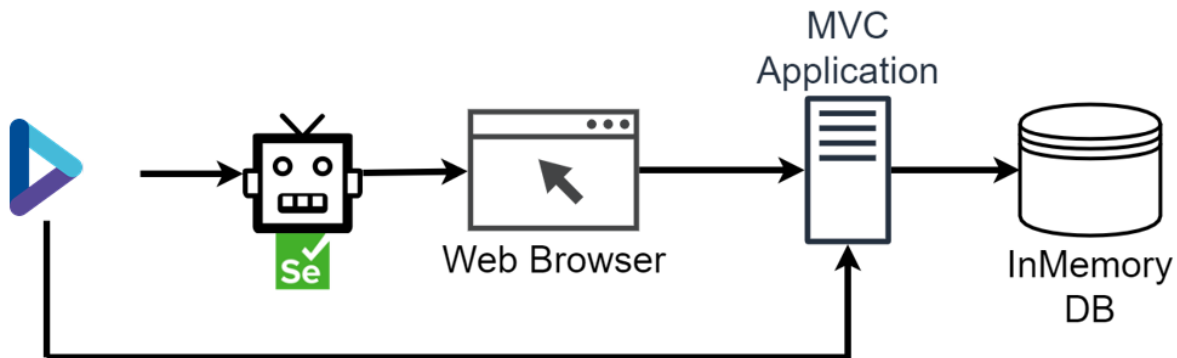 MVC
Application
Se
Web Browser
InMemory
DB